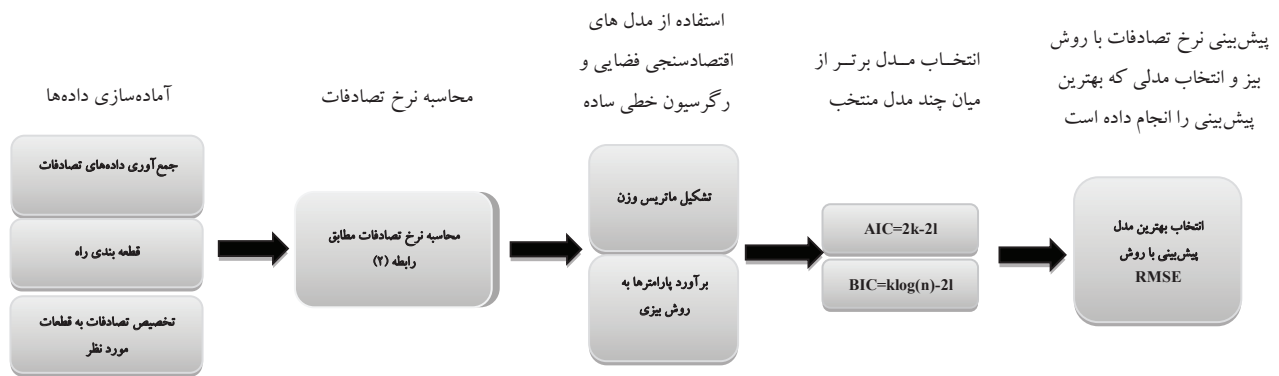 آماده‌سازی داده‌ها
جمع‌آوری داده‌های تصادفات
قطعه بندی راه
تخصیص تصادفات به قطعات
مورد نظر
محاسبه نرخ تصادفات
محاسبه نرخ تصادفات مطابق
رابطه (۲)
استفاده از مدل های
اقتصادسنجی فضایی و
رگرسیون خطی ساده
تشکیل ماتریس وزن
برآورد پارامترها به
روش بیزی
انتخــاب مــدل برتــر از
میان چند مدل منتخب
AIC=2k-2l
BIC=klog(n)-2l
پیش‌بینی نرخ تصادفات با روش
بیز و انتخاب مدلی که بهترین
پیش‌بینی را انجام داده است
انتخاب بهترین مدل
پیش‌بینی با روش
RMSE